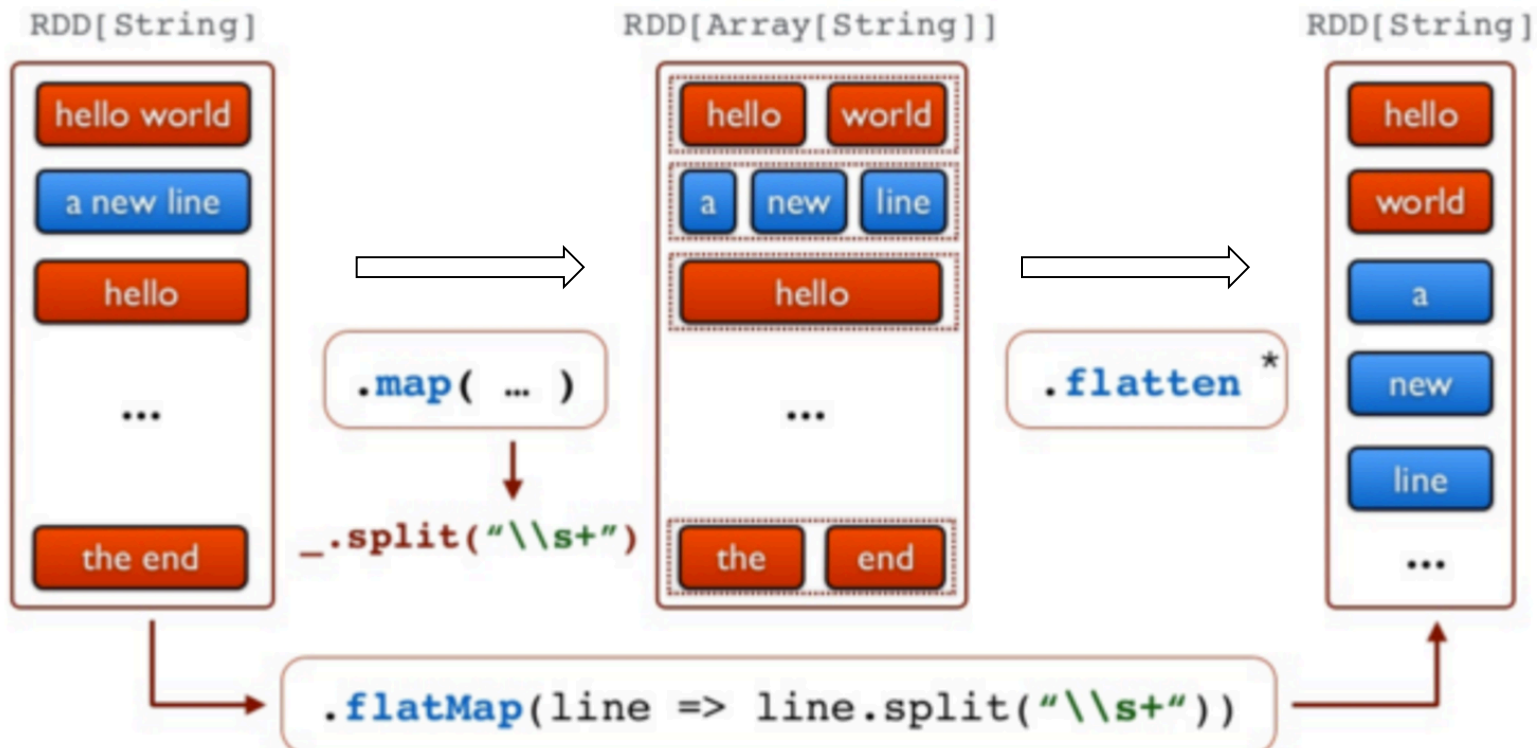 RDD[String]
hello world
a new line
hello
...
the end
.map( … )
_.split(“\\s+”)
RDD[Array[String]]
hello world
a new line
hello
...
the end
.flatten *
RDD[String]
hello
world
a
new
line
...
.flatMap(line => line.split(“\\s+“))